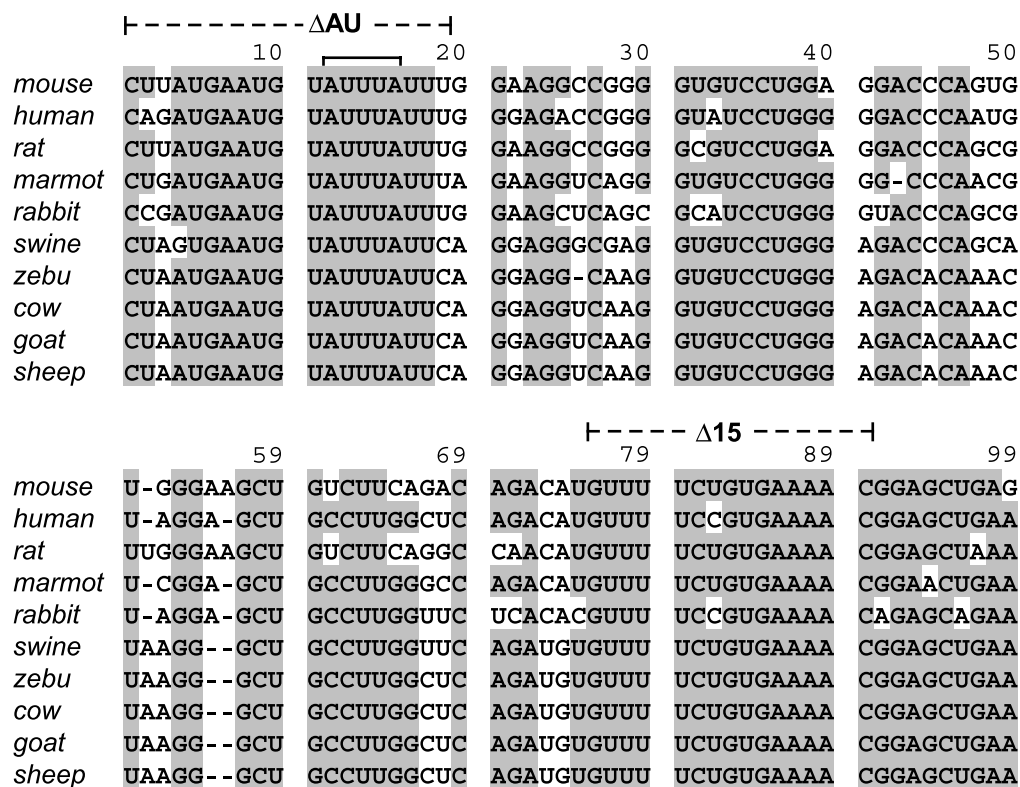 ΔAU
10 20 30 40 50
mouse CUUAUGAAUG UAUUUAUUUG GAAGGCCGGG GUGUCCUGGA GGACCCAGUG
human CAGAUGAAUG UAUUUAUUUG GGAGACCGGG GUAUCCUGGG GGACCCAAUG
rat CUUAUGAAUG UAUUUAUUUG GAAGGCCGGG GCGUCCUGGA GGACCCAGCG
marmot CUGAUGAAUG UAUUUAUUUA GAAGGUCAGG GUGUCCUGGG GG-CCCAACG
rabbit CCGAUGAAUG UAUUUAUUUG GAAGCUCAGC GCAUCCUGGG GUACCCAGCG
swine CUAGUGAAUG UAUUUAUUCA GGAGGGCGAG GUGUCCUGGG AGACCCAGCA
zebu CUAAUGAAUG UAUUUAUUCA GGAGG-CAAG GUGUCCUGGG AGACACAAAC
cow CUAAUGAAUG UAUUUAUUCA GGAGGUCAAG GUGUCCUGGG AGACACAAAC
goat CUAAUGAAUG UAUUUAUUCA GGAGGUCAAG GUGUCCUGGG AGACACAAAC
sheep CUAAUGAAUG UAUUUAUUCA GGAGGUCAAG GUGUCCUGGG AGACACAAAC
Δ15
59 69 79 89 99
mouse U-GGGAAGCU GUCUUCAGAC AGACAUGUUU UCUGUGAAAA CGGAGCUGAG
human U-AGGA-GCU GCCUUGGCUC AGACAUGUUU UCCGUGAAAA CGGAGCUGAA
rat UUGGGAAGCU GUCUUCAGGC CAACAUGUUU UCUGUGAAAA CGGAGCUAAA
marmot U-CGGA-GCU GCCUUGGGCC AGACAUGUUU UCUGUGAAAA CGGAACUGAA
rabbit U-AGGA-GCU GCCUUGGUUC UCACACGUUU UCCGUGAAAA CAGAGCAGAA
swine UAAGG--GCU GCCUUGGUUC AGAUGUGUUU UCUGUGAAAA CGGAGCUGAA
zebu UAAGG--GCU GCCUUGGCUC AGAUGUGUUU UCUGUGAAAA CGGAGCUGAA
cow UAAGG--GCU GCCUUGGCUC AGAUGUGUUU UCUGUGAAAA CGGAGCUGAA
goat UAAGG--GCU GCCUUGGCUC AGAUGUGUUU UCUGUGAAAA CGGAGCUGAA
sheep UAAGG--GCU GCCUUGGCUC AGAUGUGUUU UCUGUGAAAA CGGAGCUGAA